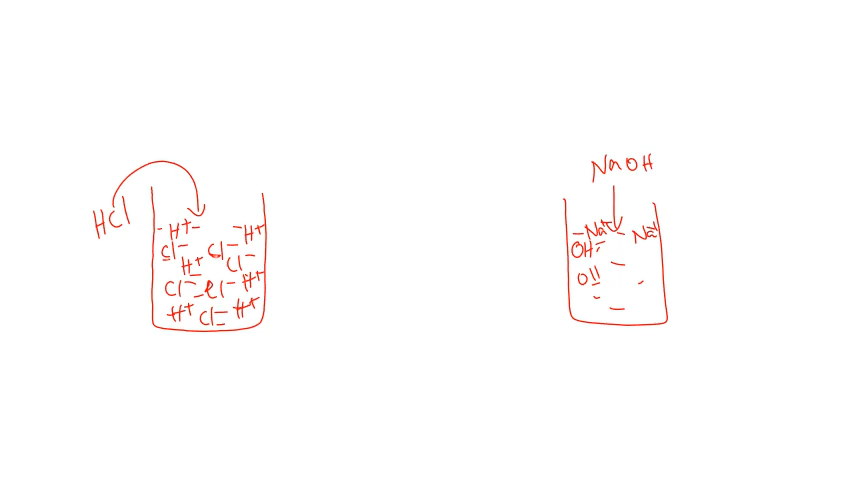 HCl
H+ H+
Cl- Cl-
H+ Cl-
Cl- Cl- H+
H+ Cl- H+
NaOH
Na+ Na+
OH-
OH